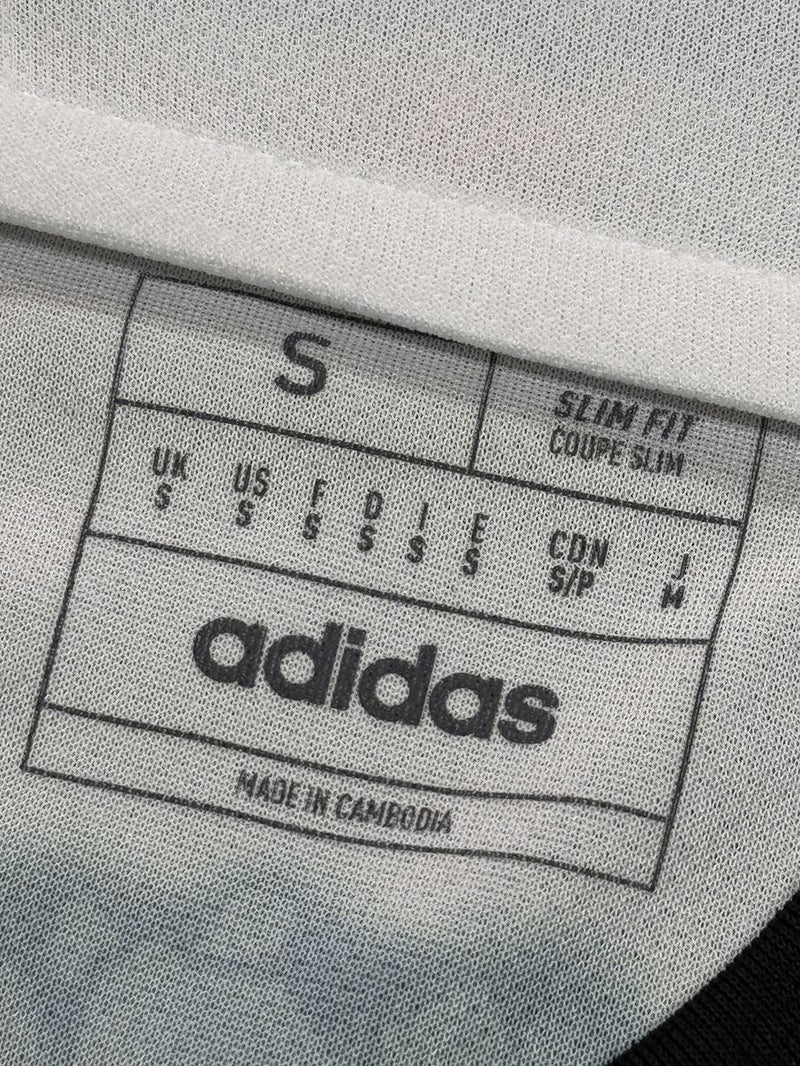 S
SLIM FIT
COUPE SLIM
UK US F D I E CDN J
S S S S S S S/P M
adidas
MADE IN CAMBODIA